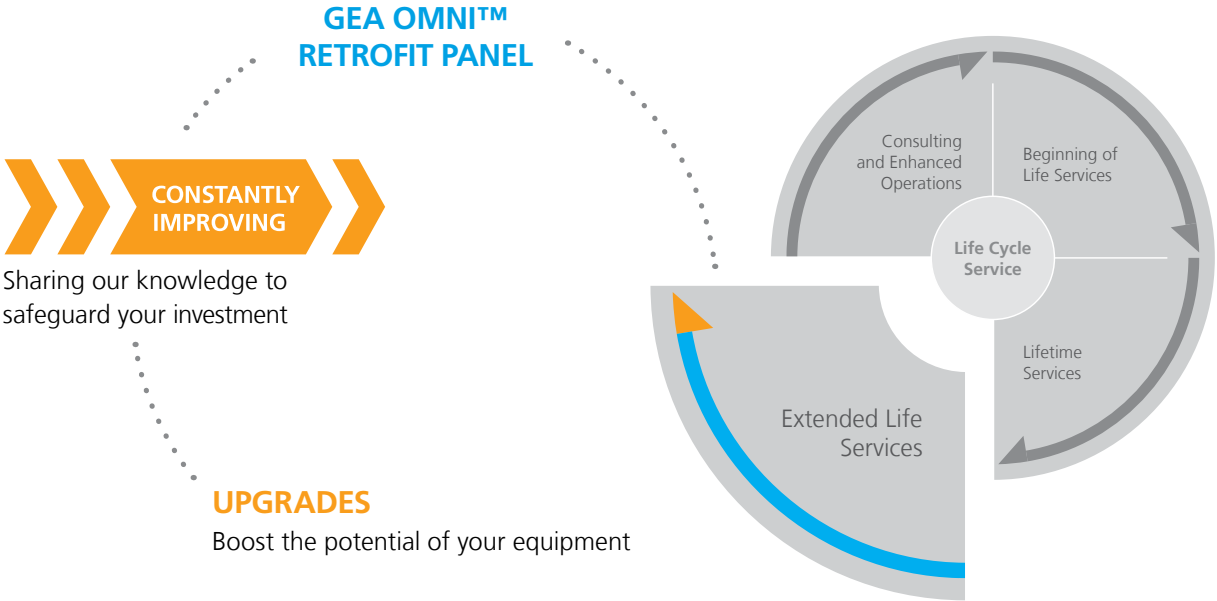 GEA OMNI™
RETROFIT PANEL
CONSTANTLY
IMPROVING
Sharing our knowledge to
safeguard your investment
UPGRADES
Boost the potential of your equipment
Consulting
and Enhanced
Operations
Beginning of
Life Services
Life Cycle
Service
Lifetime
Services
Extended Life
Services